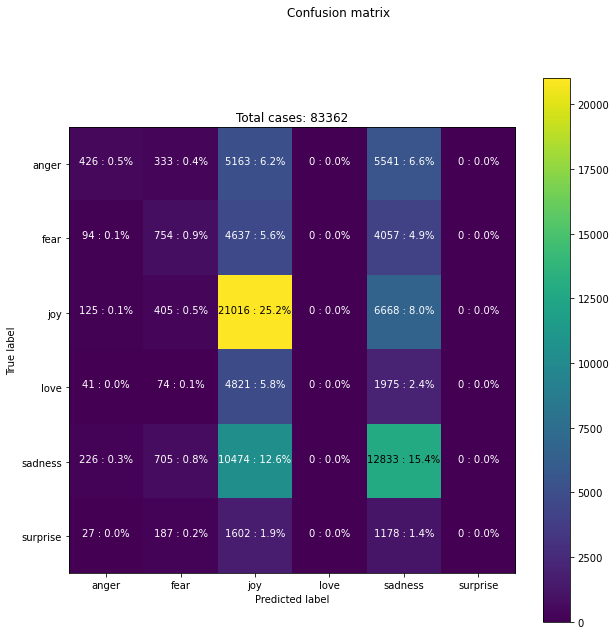 Confusion matrix
Total cases: 83362
anger 426 : 0.5% 333 : 0.4% 5163 : 6.2% 0 : 0.0% 5541 : 6.6% 0 : 0.0%
fear 94 : 0.1% 754 : 0.9% 4637 : 5.6% 0 : 0.0% 4057 : 4.9% 0 : 0.0%
joy 125 : 0.1% 405 : 0.5% 21016 : 25.2% 0 : 0.0% 6668 : 8.0% 0 : 0.0%
love 41 : 0.0% 74 : 0.1% 4821 : 5.8% 0 : 0.0% 1975 : 2.4% 0 : 0.0%
sadness 226 : 0.3% 705 : 0.8% 10474 : 12.6% 0 : 0.0% 12833 : 15.4% 0 : 0.0%
surprise 27 : 0.0% 187 : 0.2% 1602 : 1.9% 0 : 0.0% 1178 : 1.4% 0 : 0.0%
True label
anger fear joy love sadness surprise
Predicted label
20000
17500
15000
12500
10000
7500
5000
2500
0